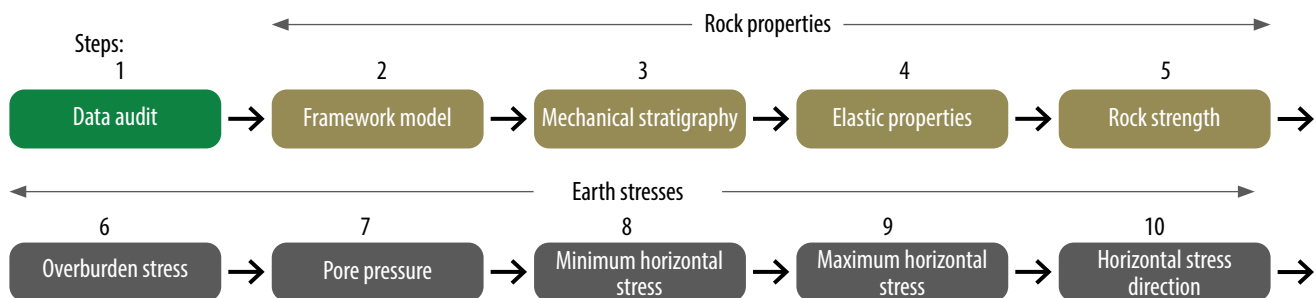 Rock properties
Steps:
1 2 3 4 5
Data audit Framework model Mechanical stratigraphy Elastic properties Rock strength
Earth stresses
6 7 8 9 10
Overburden stress Pore pressure Minimum horizontal stress Maximum horizontal stress Horizontal stress direction